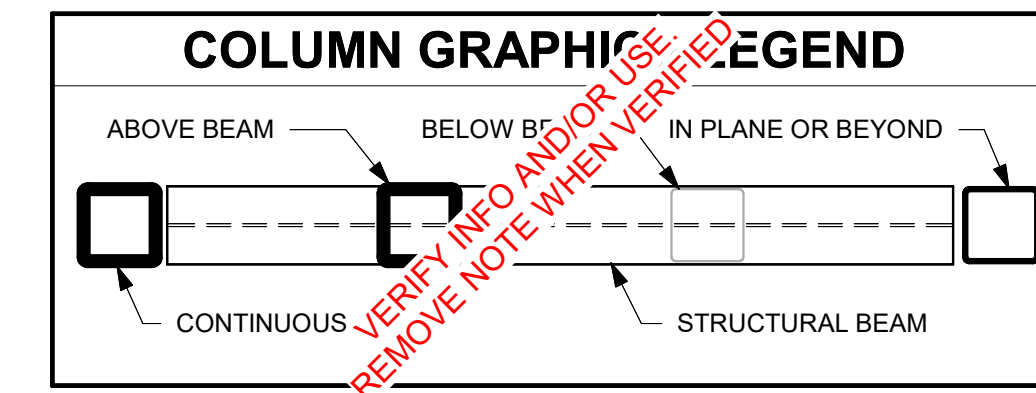 COLUMN GRAPHIC LEGEND
ABOVE BEAM
BELOW
IN PLANE OR BEYOND
CONTINUOUS
STRUCTURAL BEAM
VERIFY INFO AND/OR USE.
REMOVE NOTE WHEN VERIFIED